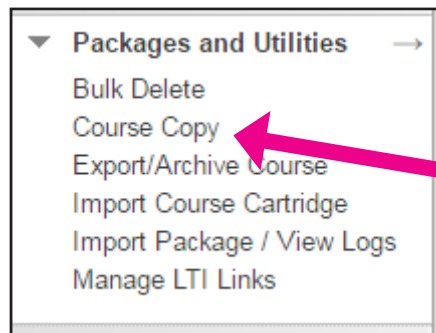 Packages and Utilities
Bulk Delete
Course Copy
Export/Archive Course
Import Course Cartridge
Import Package / View Logs
Manage LTI Links